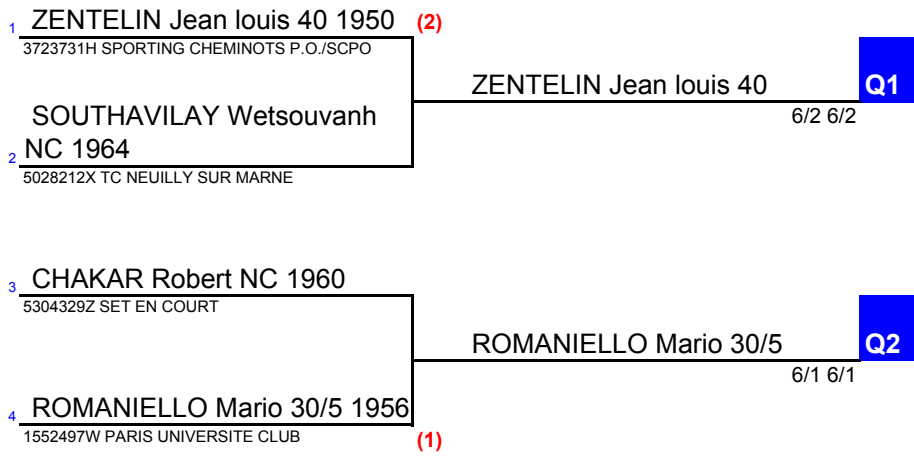 1 ZENTELIN Jean louis 40 1950 (2)
3723731H SPORTING CHEMINOTS P.O./SCPO
ZENTELIN Jean louis 40 Q1
6/2 6/2
SOUTHAVILAY Wetsouvanh
2 NC 1964
5028212X TC NEUILLY SUR MARNE
3 CHAKAR Robert NC 1960
5304329Z SET EN COURT
ROMANIELLO Mario 30/5 Q2
6/1 6/1
4 ROMANIELLO Mario 30/5 1956
1552497W PARIS UNIVERSITE CLUB (1)